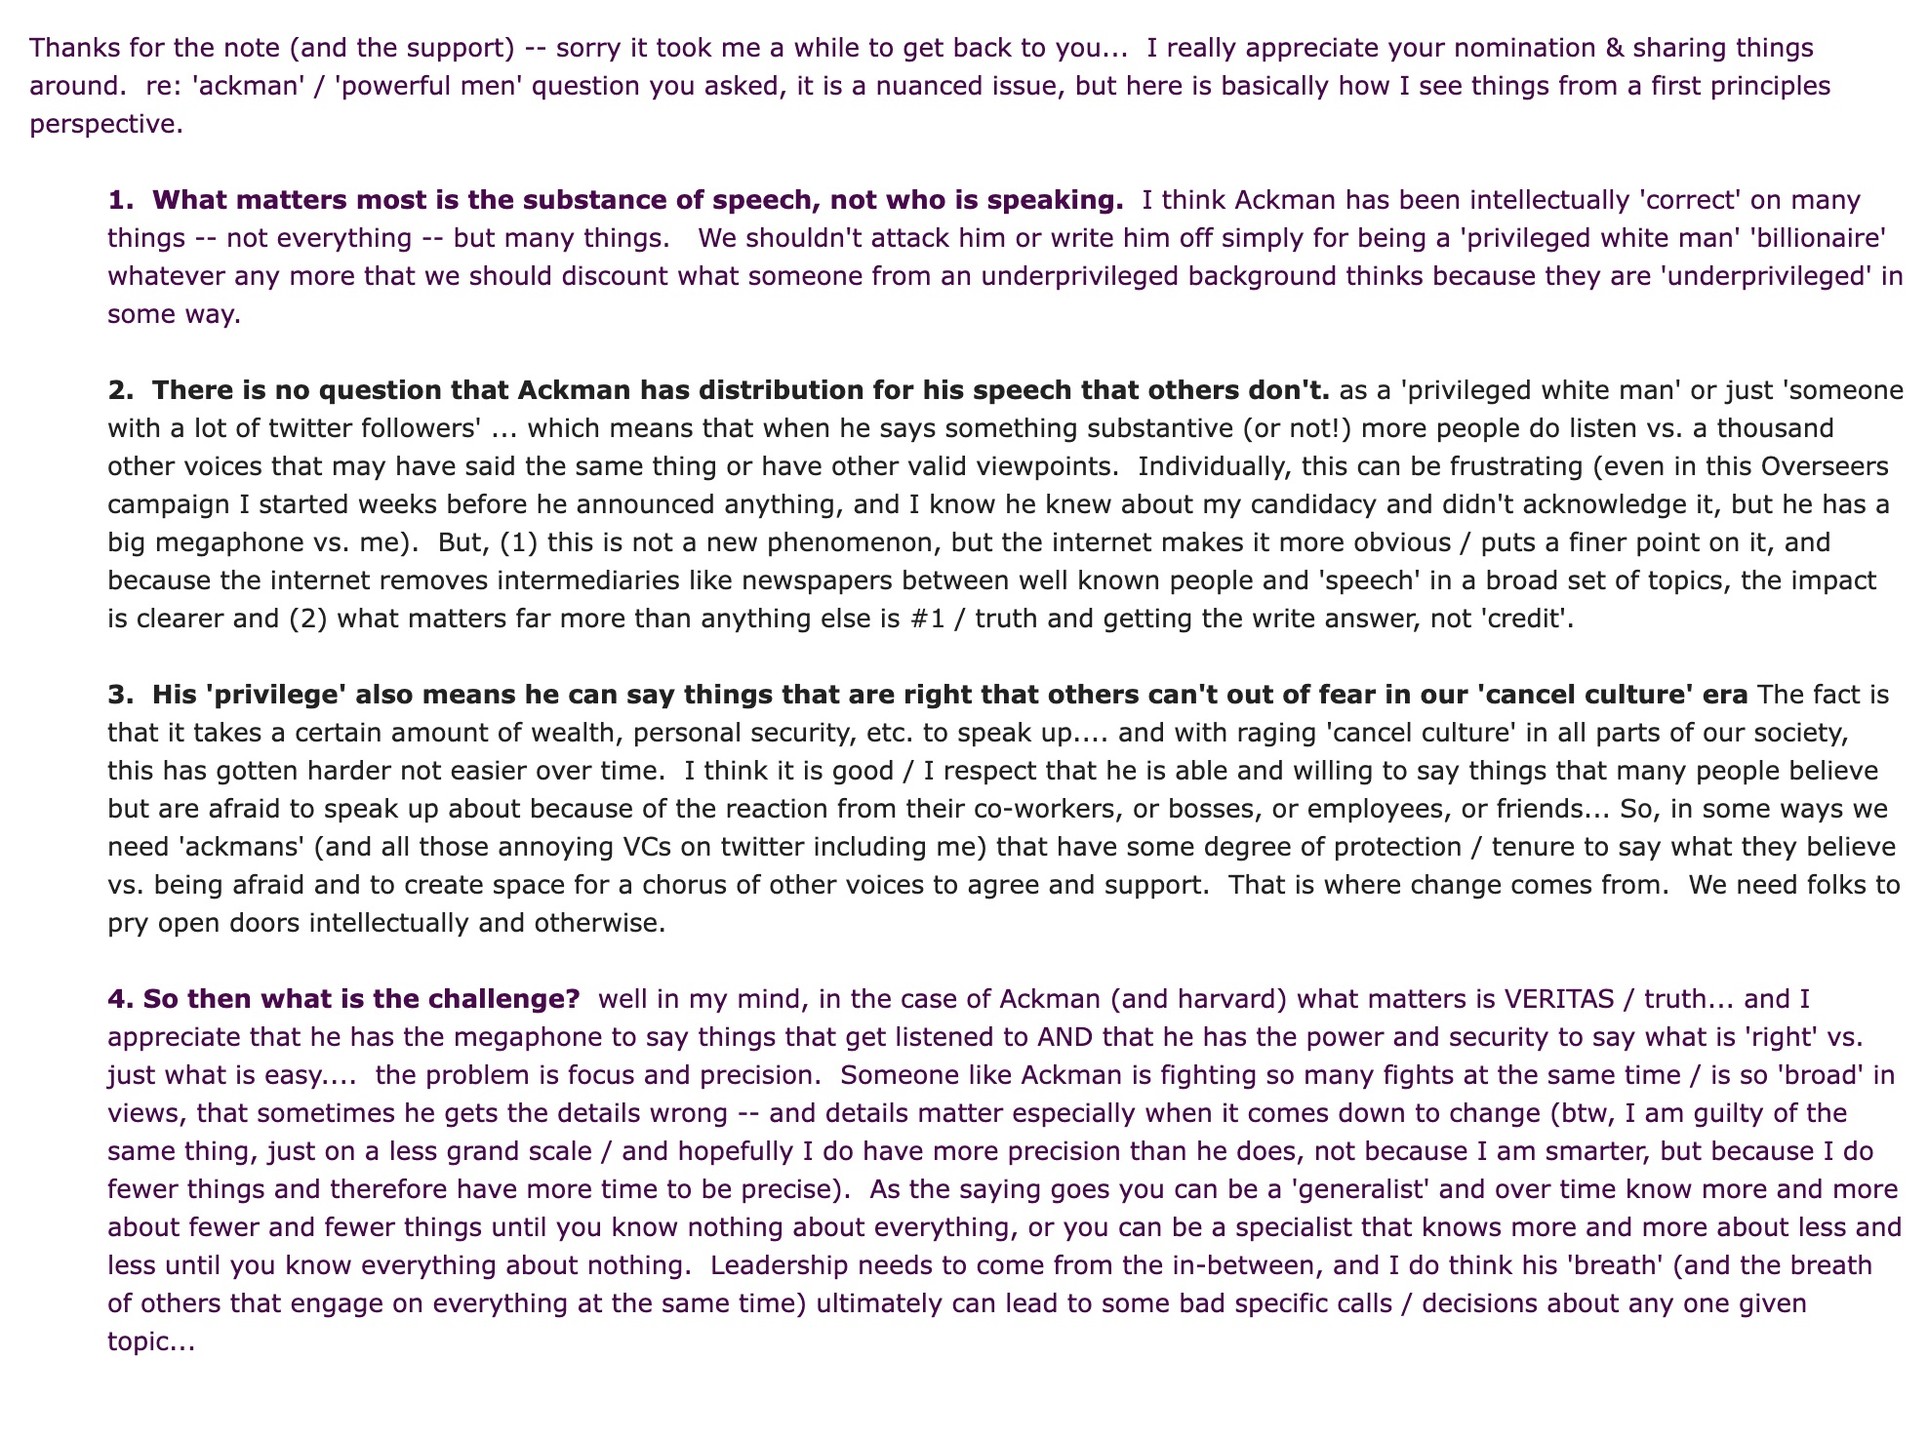 Thanks for the note (and the support) -- sorry it took me a while to get back to you...  I really appreciate your nomination & sharing things
around.  re: 'ackman' / 'powerful men' question you asked, it is a nuanced issue, but here is basically how I see things from a first principles
perspective.
1.  What matters most is the substance of speech, not who is speaking.  I think Ackman has been intellectually 'correct' on many
things -- not everything -- but many things.   We shouldn't attack him or write him off simply for being a 'privileged white man' 'billionaire'
whatever any more that we should discount what someone from an underprivileged background thinks because they are 'underprivileged' in
some way.
2.  There is no question that Ackman has distribution for his speech that others don't. as a 'privileged white man' or just 'someone
with a lot of twitter followers' ... which means that when he says something substantive (or not!) more people do listen vs. a thousand
other voices that may have said the same thing or have other valid viewpoints.  Individually, this can be frustrating (even in this Overseers
campaign I started weeks before he announced anything, and I know he knew about my candidacy and didn't acknowledge it, but he has a
big megaphone vs. me).  But, (1) this is not a new phenomenon, but the internet makes it more obvious / puts a finer point on it, and
because the internet removes intermediaries like newspapers between well known people and 'speech' in a broad set of topics, the impact
is clearer and (2) what matters far more than anything else is #1 / truth and getting the write answer, not 'credit'.
3.  His 'privilege' also means he can say things that are right that others can't out of fear in our 'cancel culture' era The fact is
that it takes a certain amount of wealth, personal security, etc. to speak up.... and with raging 'cancel culture' in all parts of our society,
this has gotten harder not easier over time.  I think it is good / I respect that he is able and willing to say things that many people believe
but are afraid to speak up about because of the reaction from their co-workers, or bosses, or employees, or friends... So, in some ways we
need 'ackmans' (and all those annoying VCs on twitter including me) that have some degree of protection / tenure to say what they believe
vs. being afraid and to create space for a chorus of other voices to agree and support.  That is where change comes from.  We need folks to
pry open doors intellectually and otherwise.
4. So then what is the challenge?  well in my mind, in the case of Ackman (and harvard) what matters is VERITAS / truth... and I
appreciate that he has the megaphone to say things that get listened to AND that he has the power and security to say what is 'right' vs.
just what is easy....  the problem is focus and precision.  Someone like Ackman is fighting so many fights at the same time / is so 'broad' in
views, that sometimes he gets the details wrong -- and details matter especially when it comes down to change (btw, I am guilty of the
same thing, just on a less grand scale / and hopefully I do have more precision than he does, not because I am smarter, but because I do
fewer things and therefore have more time to be precise).  As the saying goes you can be a 'generalist' and over time know more and more
about fewer and fewer things until you know nothing about everything, or you can be a specialist that knows more and more about less and
less until you know everything about nothing.  Leadership needs to come from the in-between, and I do think his 'breath' (and the breath
of others that engage on everything at the same time) ultimately can lead to some bad specific calls / decisions about any one given
topic...